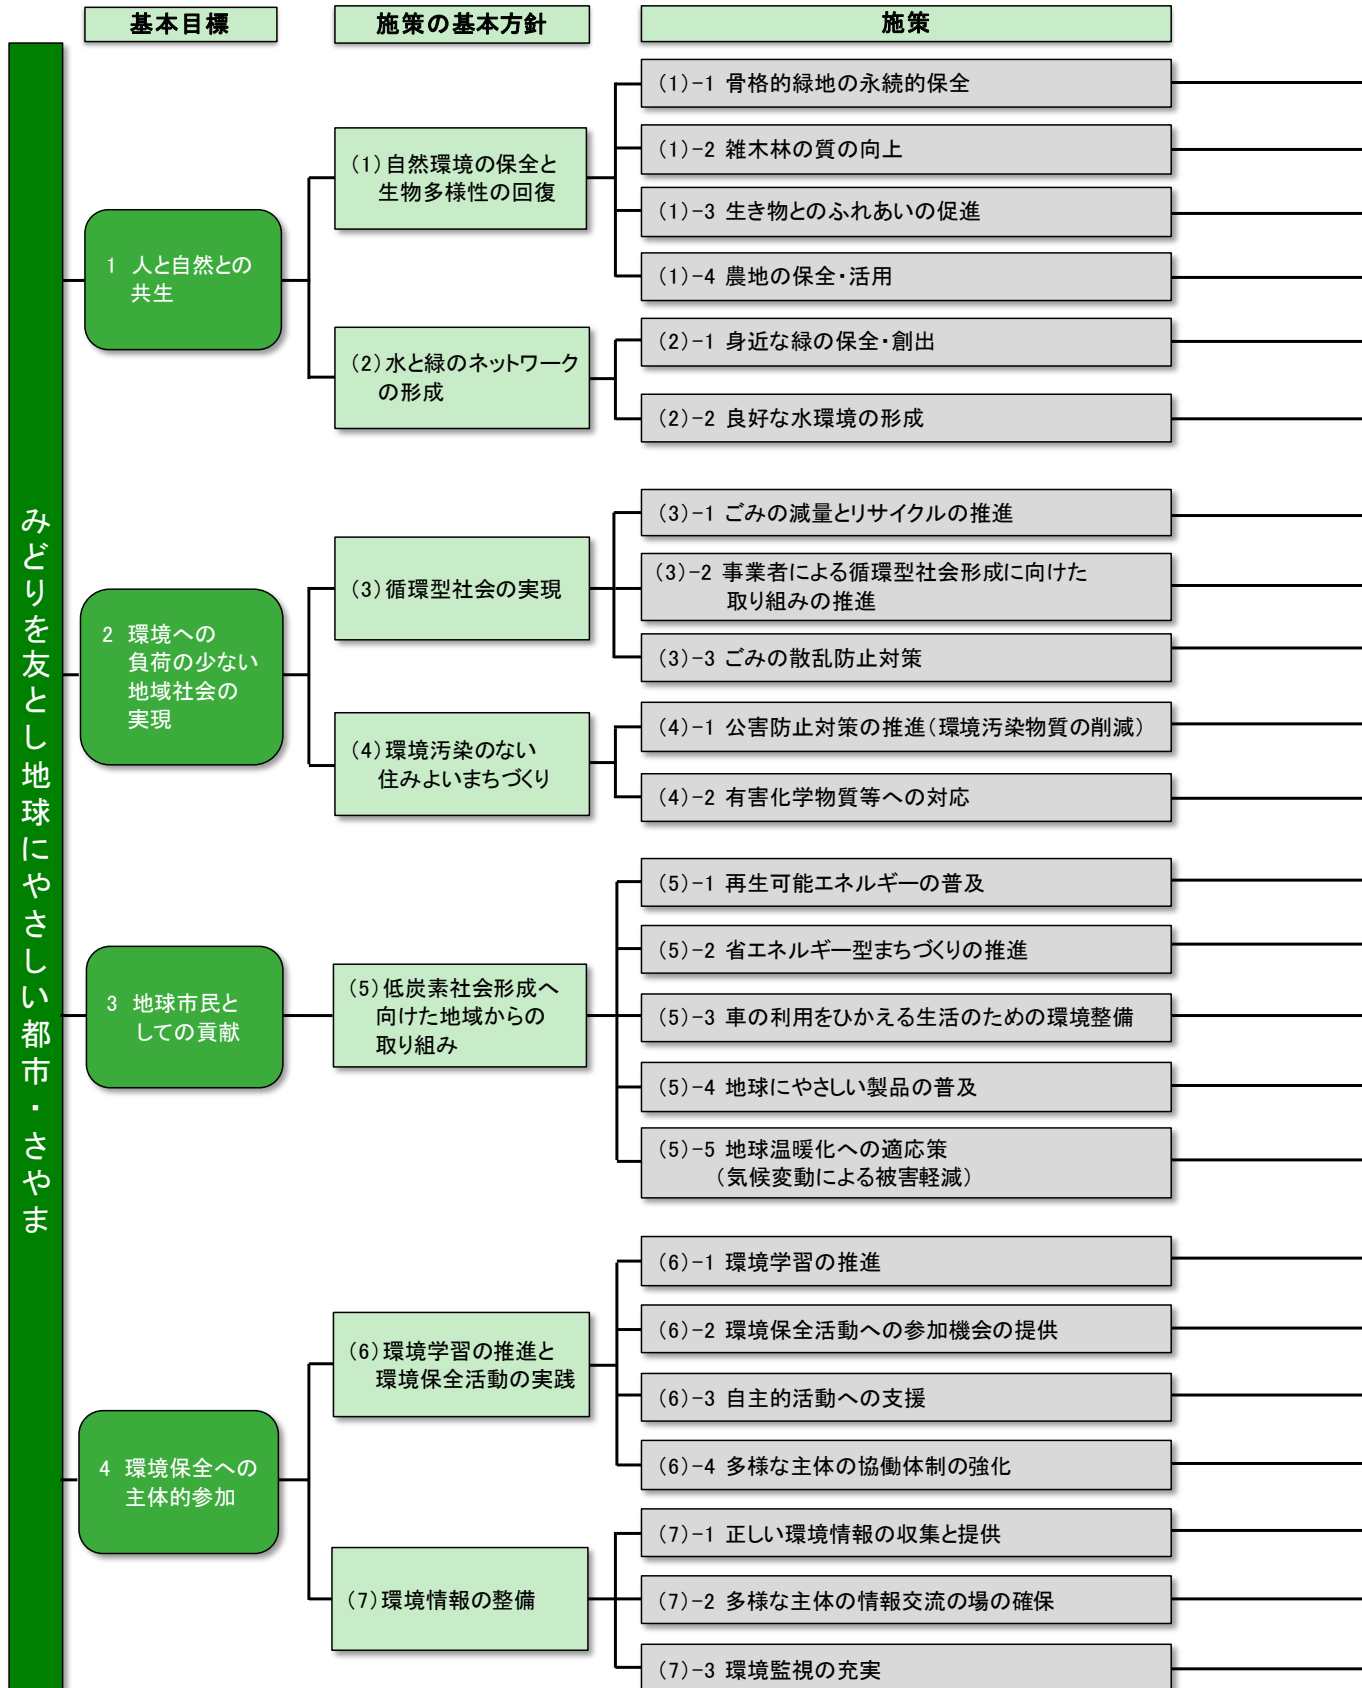 基本目標
施策の基本方針
施策
みどりを友とし地球にやさしい都市・さやま
1 人と自然との
共生
(1)自然環境の保全と
生物多様性の回復
(1)-1 骨格的緑地の永続的保全
(1)-2 雑木林の質の向上
(1)-3 生き物とのふれあいの促進
(1)-4 農地の保全・活用
(2)水と緑のネットワーク
の形成
(2)-1 身近な緑の保全・創出
(2)-2 良好な水環境の形成
2 環境への
負荷の少ない
地域社会の
実現
(3)循環型社会の実現
(3)-1 ごみの減量とリサイクルの推進
(3)-2 事業者による循環型社会形成に向けた
取り組みの推進
(3)-3 ごみの散乱防止対策
(4)環境汚染のない
住みよいまちづくり
(4)-1 公害防止対策の推進(環境汚染物質の削減)
(4)-2 有害化学物質等への対応
3 地球市民と
しての貢献
(5)低炭素社会形成へ
向けた地域からの
取り組み
(5)-1 再生可能エネルギーの普及
(5)-2 省エネルギー型まちづくりの推進
(5)-3 車の利用をひかえる生活のための環境整備
(5)-4 地球にやさしい製品の普及
(5)-5 地球温暖化への適応策
(気候変動による被害軽減)
4 環境保全への
主体的参加
(6)環境学習の推進と
環境保全活動の実践
(6)-1 環境学習の推進
(6)-2 環境保全活動への参加機会の提供
(6)-3 自主的活動への支援
(6)-4 多様な主体の協働体制の強化
(7)環境情報の整備
(7)-1 正しい環境情報の収集と提供
(7)-2 多様な主体の情報交流の場の確保
(7)-3 環境監視の充実